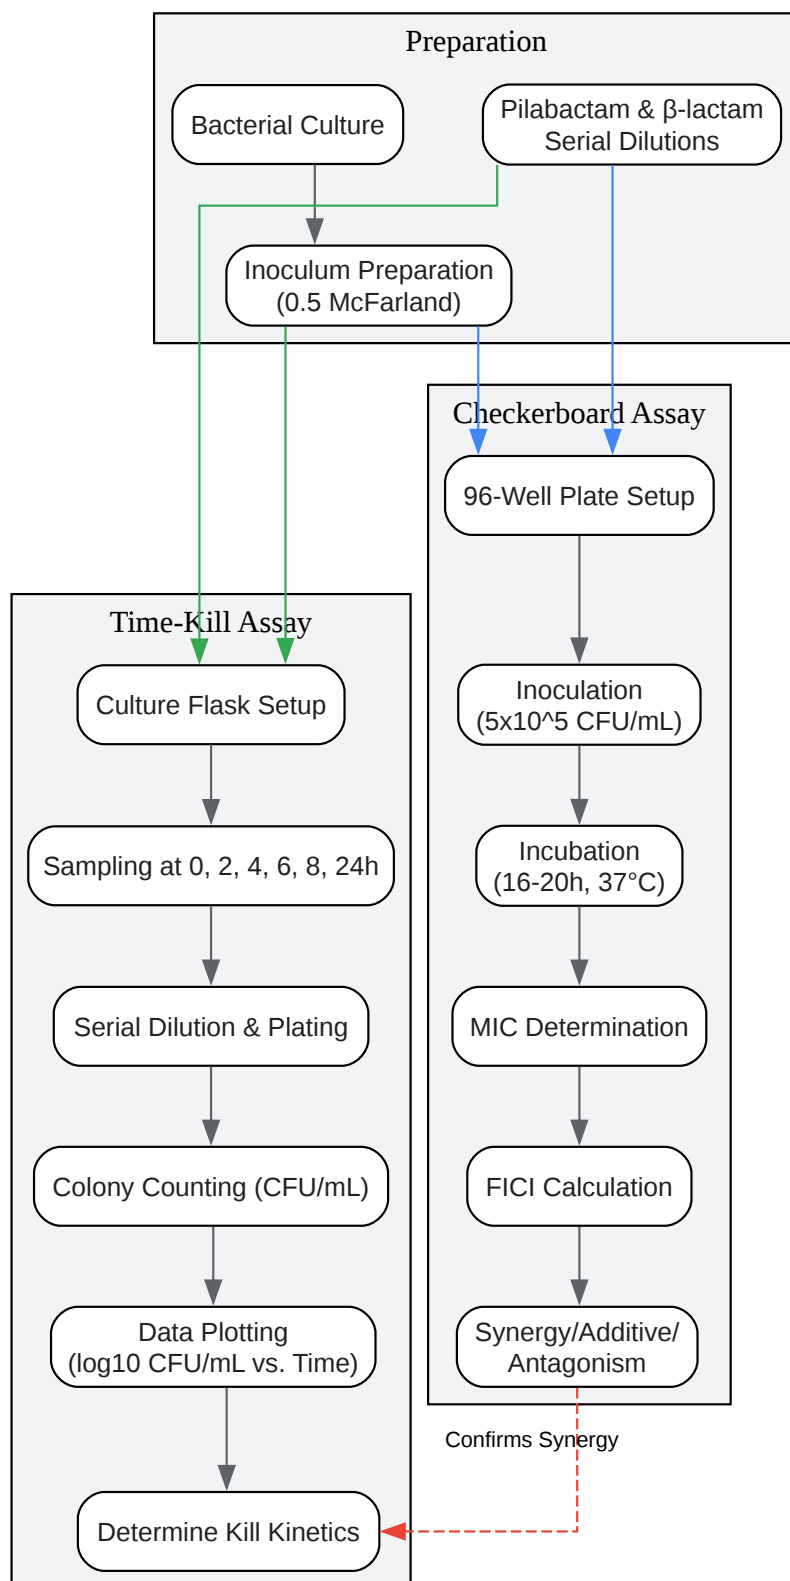 Preparation
Bacterial Culture
Pilabactam & β-lactam
Serial Dilutions
Inoculum Preparation
(0.5 McFarland)
Checkerboard Assay
96-Well Plate Setup
Time-Kill Assay
Culture Flask Setup
Inoculation
(5x10^5 CFU/mL)
Sampling at 0, 2, 4, 6, 8, 24h
Incubation
(16-20h, 37°C)
Serial Dilution & Plating
MIC Determination
Colony Counting (CFU/mL)
FICI Calculation
Data Plotting
(log10 CFU/mL vs. Time)
Synergy/Additive/
Antagonism
Confirms Synergy
Determine Kill Kinetics